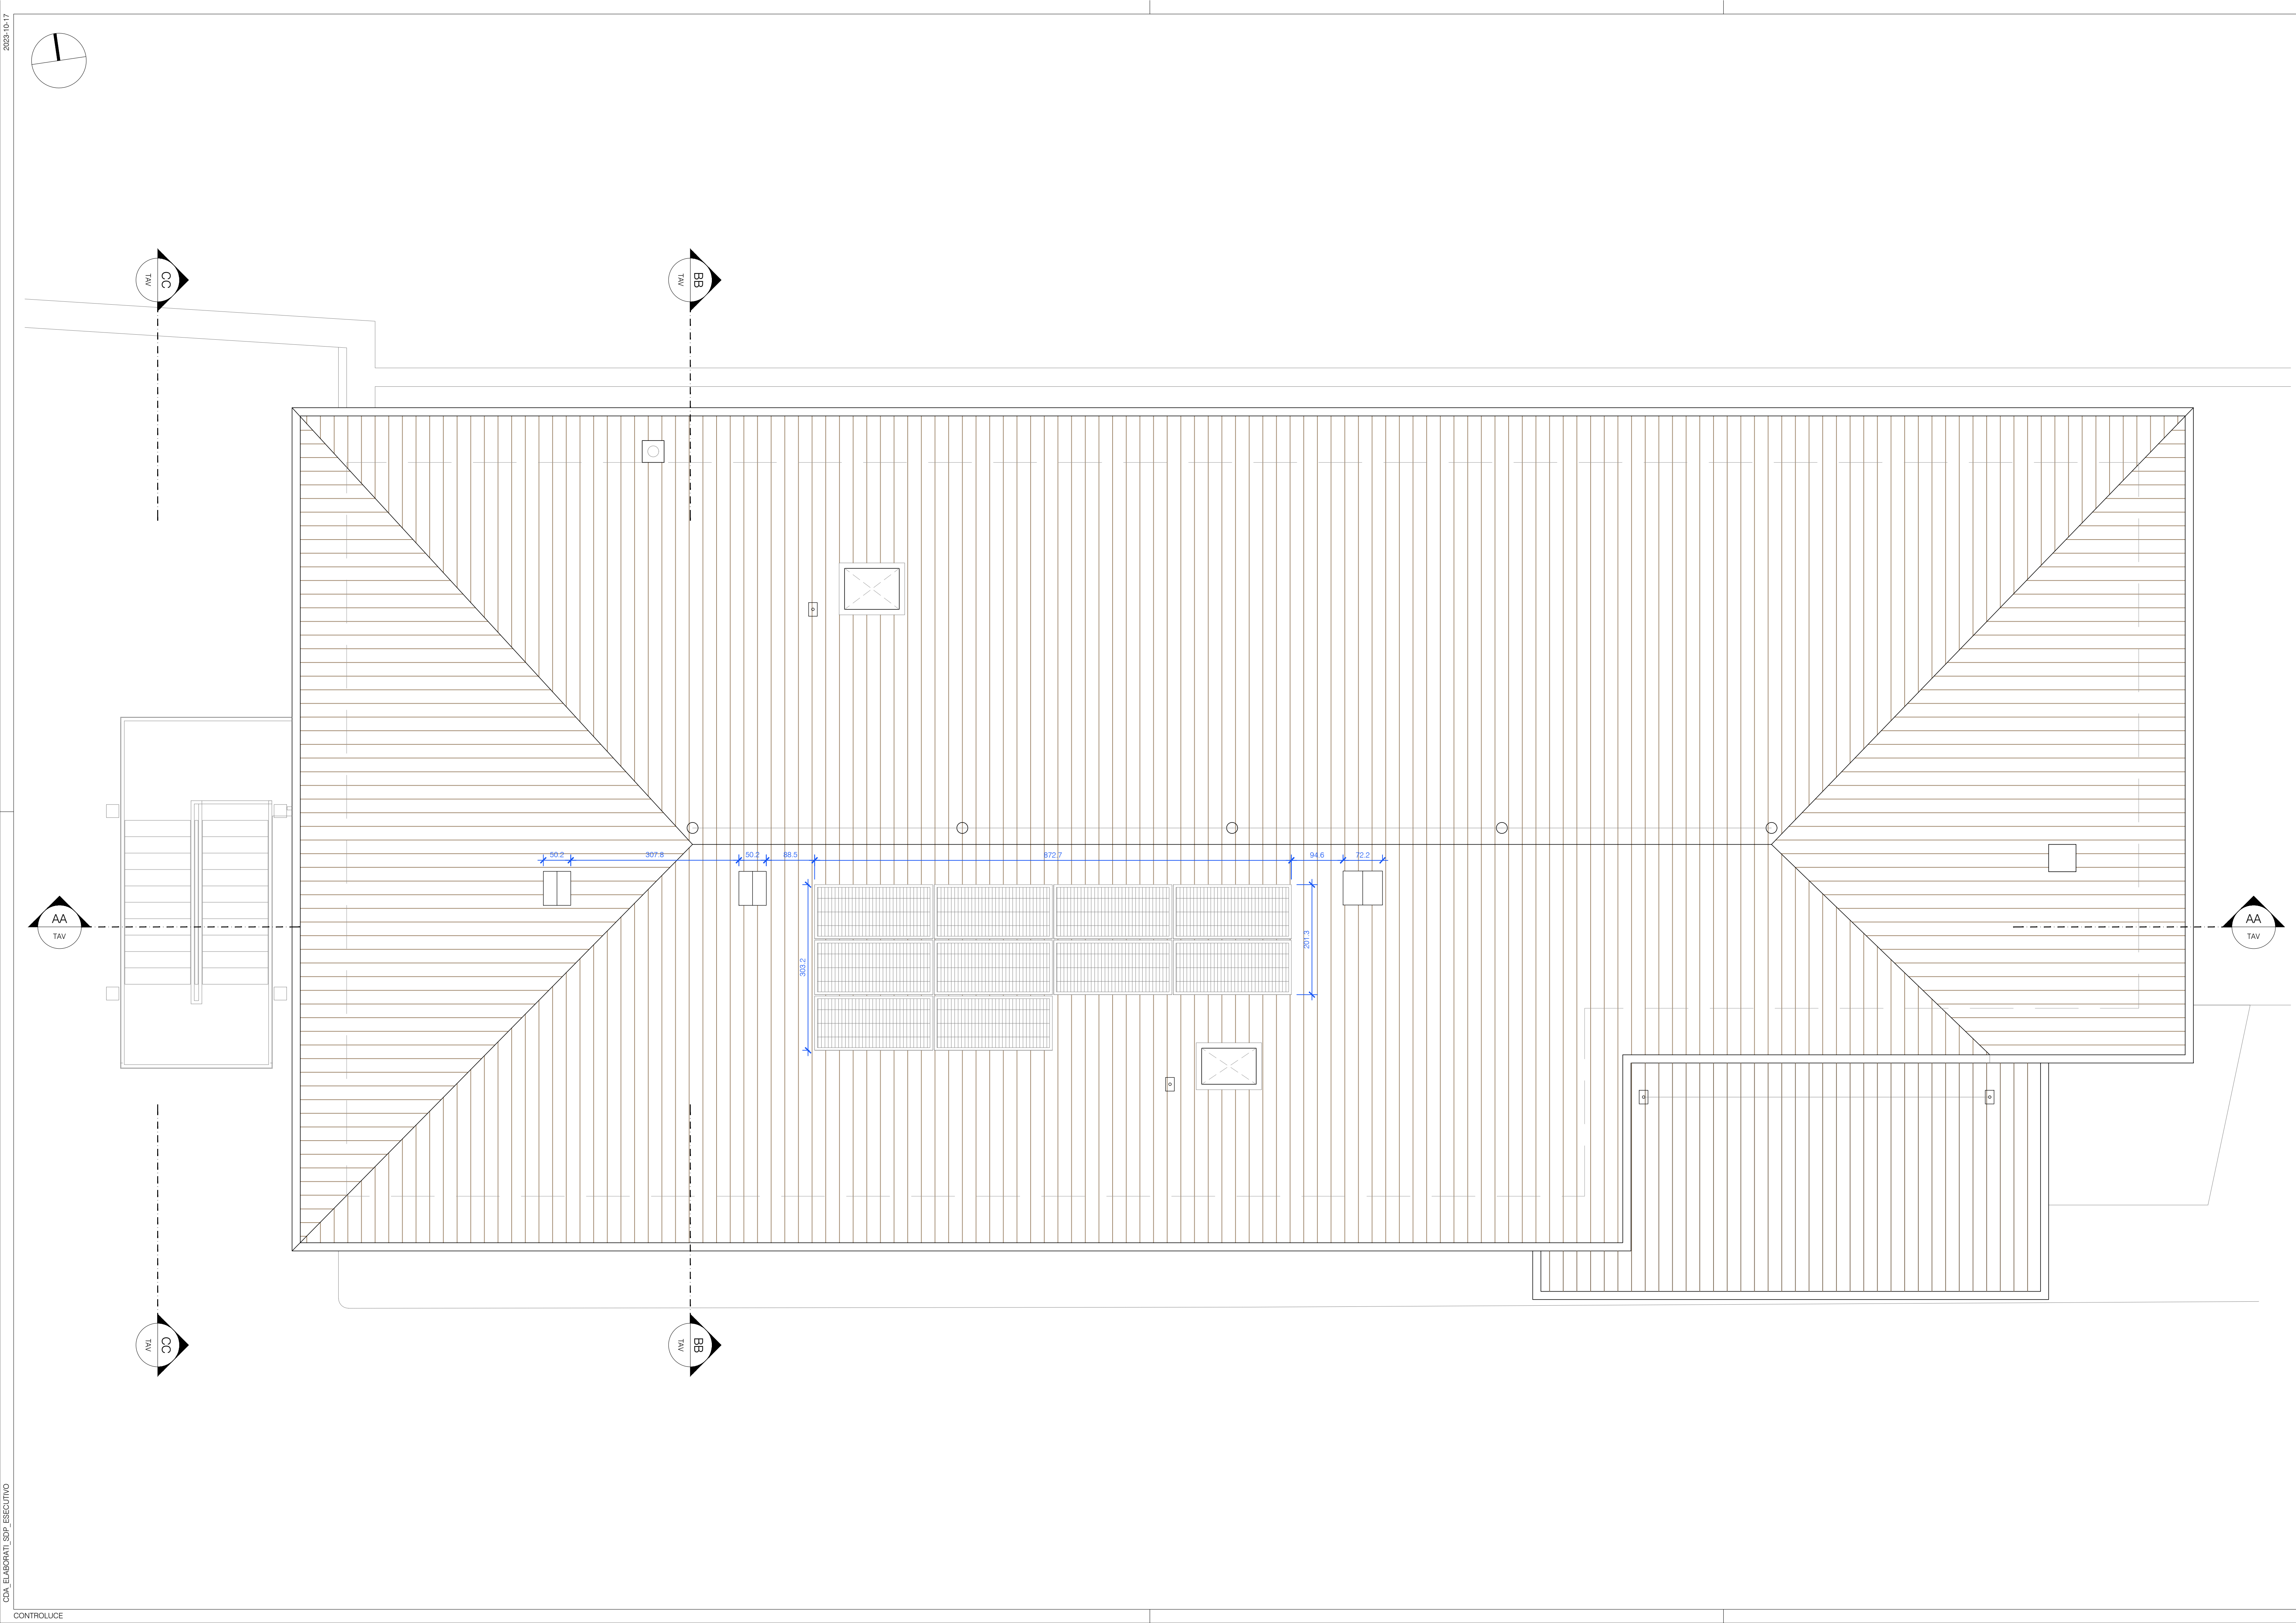 2023-10-17
CC
TAV
BB
TAV
50.2
307.8
50.2
88.5
872.7
94.6
72.2
303.2
201.3
AA
TAV
AA
TAV
CC
TAV
BB
TAV
CDA_ELABORATI_SDP_ESECUTIVO
CONTROLUCE